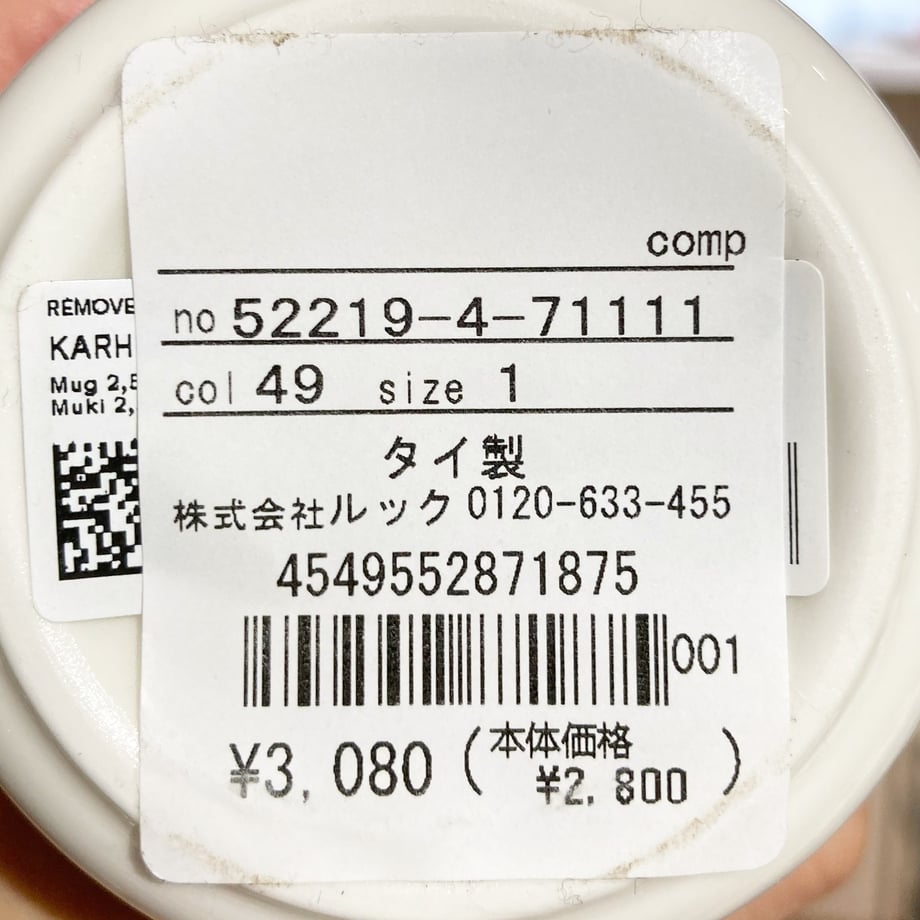 comp
no 52219-4-71111
col 49 size 1
タイ製
株式会社ルック 0120-633-455
4549552871875
001
¥3,080 (本体価格 ¥2,800)
REMOVE
KARH
Mug 2,
Muki 2,